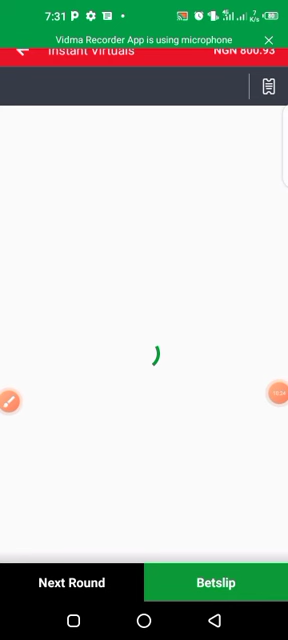 7:31
Vidma Recorder App is using microphone
Instant Virtuals
NGN 800.93
Next Round
Betslip